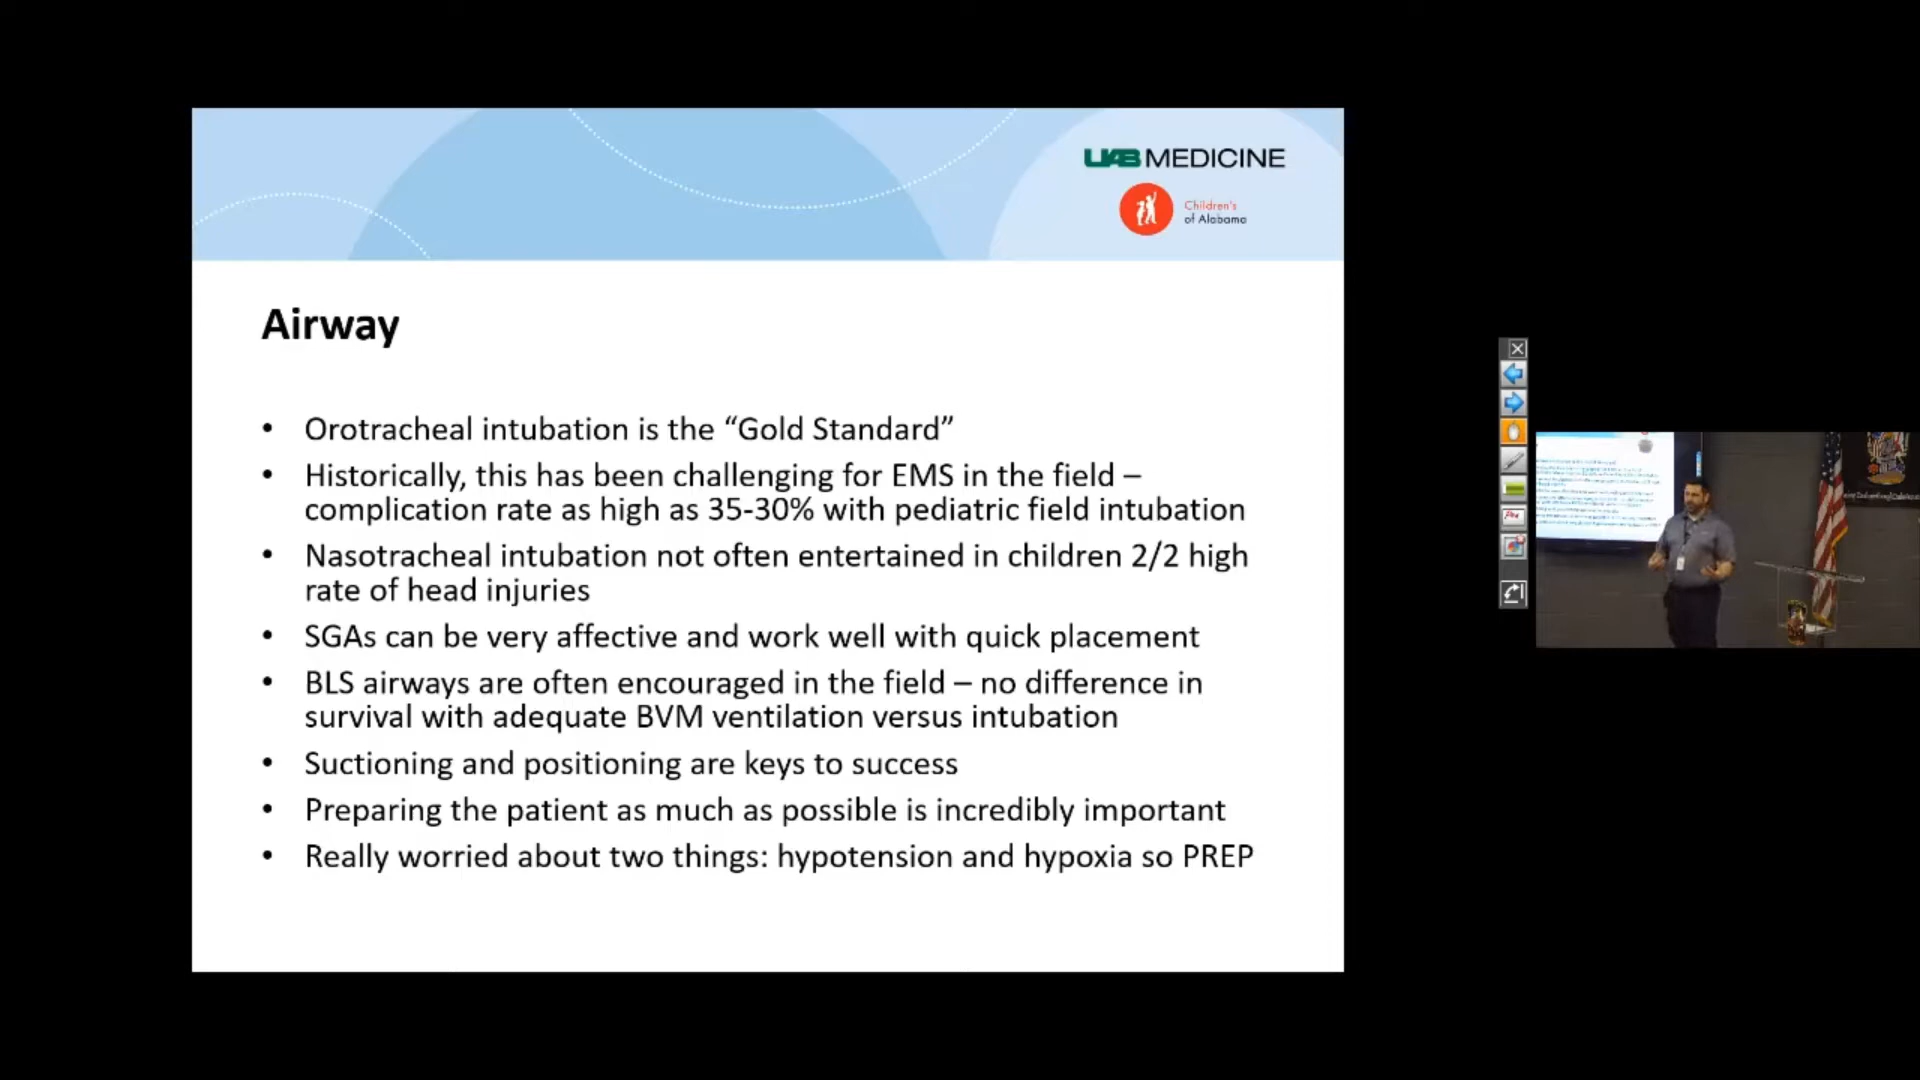 UAB MEDICINE
Children's
of Alabama
Airway
• Orotracheal intubation is the “Gold Standard”
• Historically, this has been challenging for EMS in the field –
complication rate as high as 35-30% with pediatric field intubation
• Nasotracheal intubation not often entertained in children 2/2 high
rate of head injuries
• SGAs can be very affective and work well with quick placement
• BLS airways are often encouraged in the field – no difference in
survival with adequate BVM ventilation versus intubation
• Suctioning and positioning are keys to success
• Preparing the patient as much as possible is incredibly important
• Really worried about two things: hypotension and hypoxia so PREP
Pen